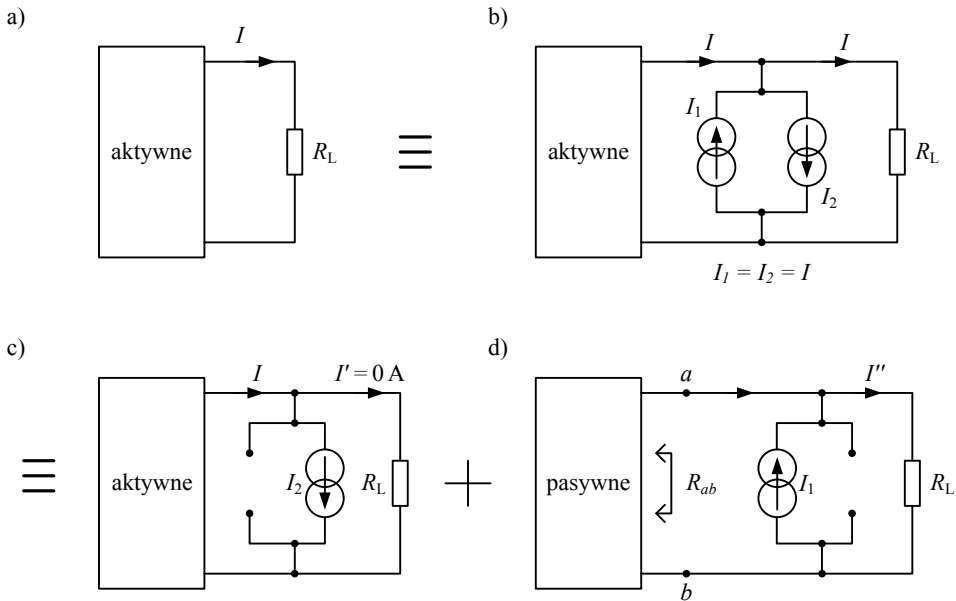 a)
I
aktywne
R_L
b)
I I
I_1
aktywne
R_L
I_2
I_1 = I_2 = I
c)
I I' = 0 A
aktywne
I_2
R_L
d)
a
I''
pasywne
R_ab
I_1
R_L
b